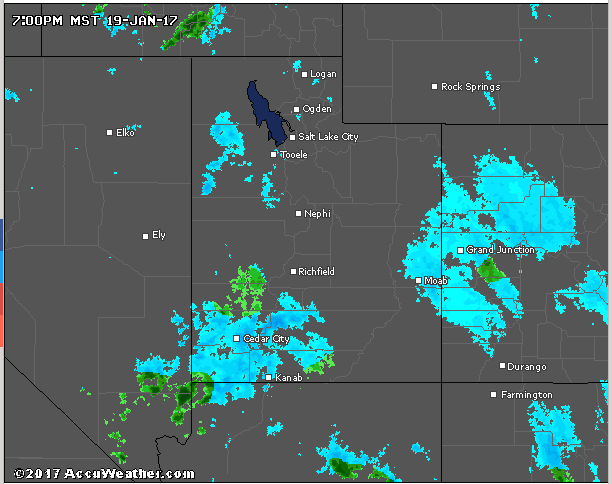 7:00PM MST 19-JAN-17
Logan
Rock Springs
Ogden
Elko
Salt Lake City
Tooele
Nephi
Ely
Grand Junction
Richfield
Moab
Cedar City
Durango
Kanab
Farmington
©2017 AccuWeather.com